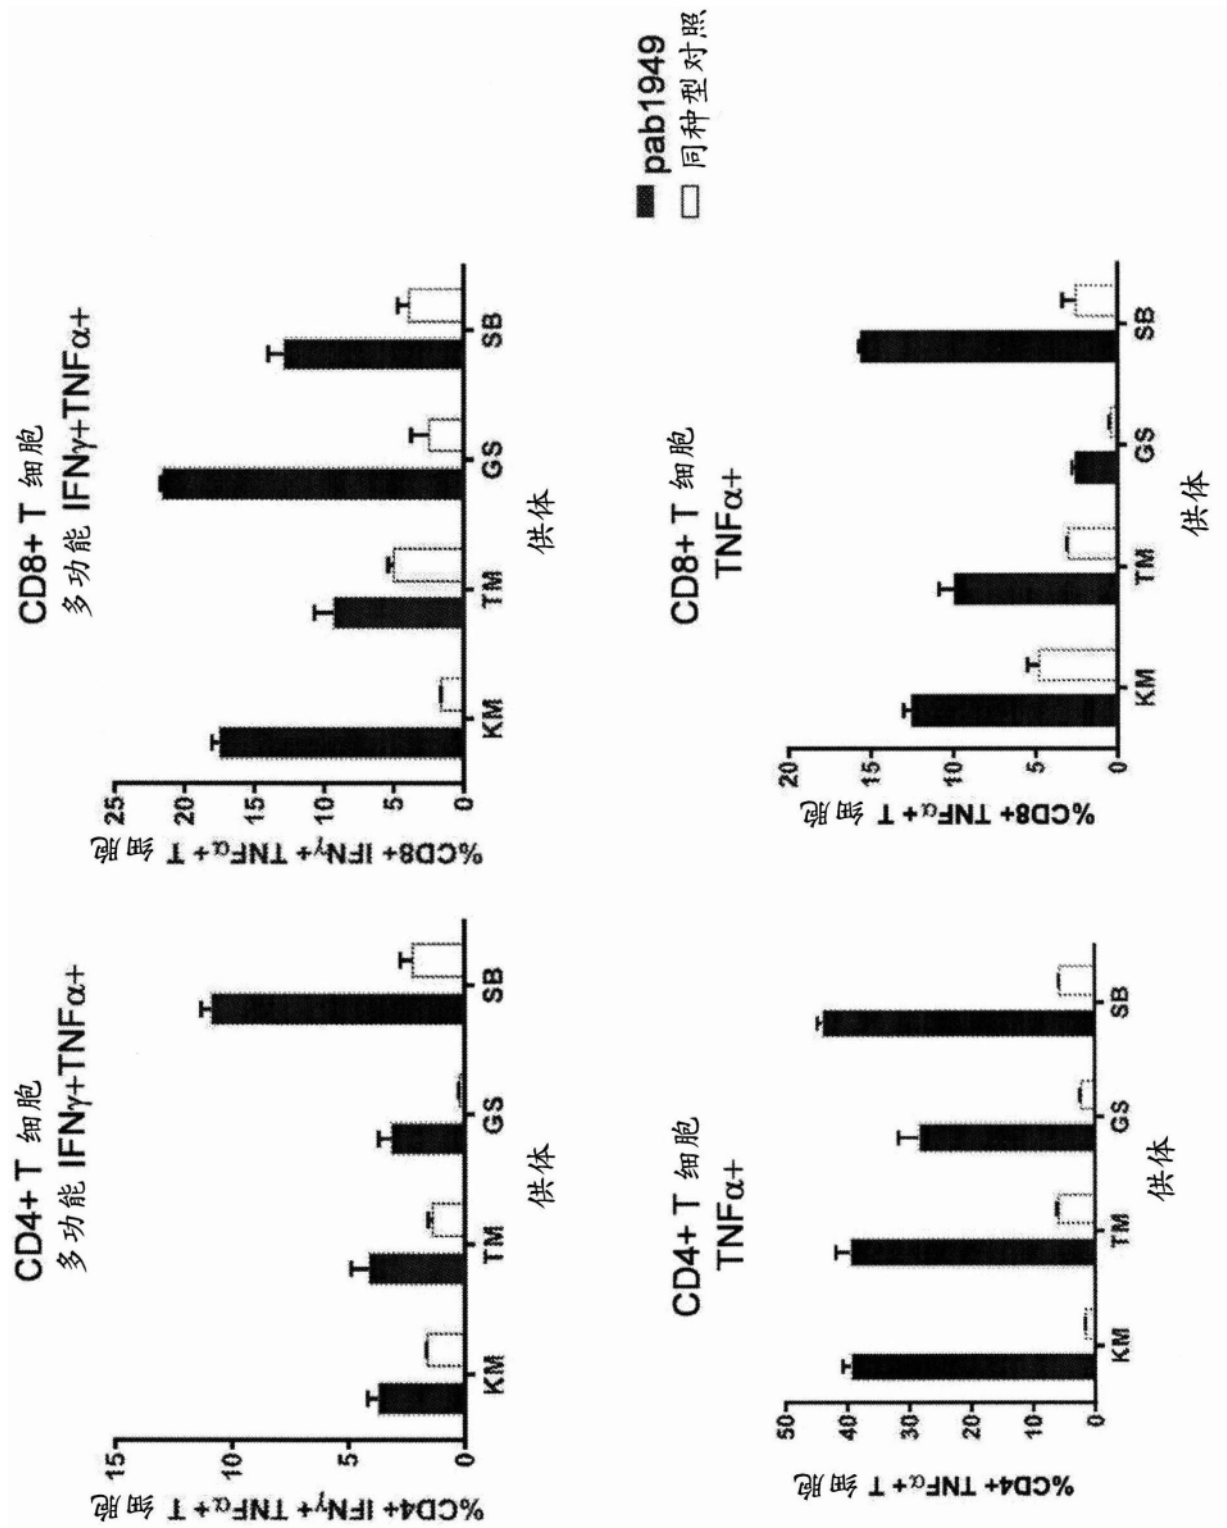 CD4+ T 细胞
多功能 IFNγ+TNFα+
%CD4+ IFNγ+ TNFα+ T 细胞
15
10
5
0
KM
TM
GS
SB
供体
CD8+ T 细胞
多功能 IFNγ+TNFα+
%CD8+ IFNγ+ TNFα+ T 细胞
25
20
15
10
5
0
KM
TM
GS
SB
供体
pab1949
同种型对照
CD4+ T 细胞
TNFα+
%CD4+ TNFα+ T 细胞
50
40
30
20
10
0
KM
TM
GS
SB
供体
CD8+ T 细胞
TNFα+
%CD8+ TNFα+ T 细胞
20
15
10
5
0
KM
TM
GS
SB
供体